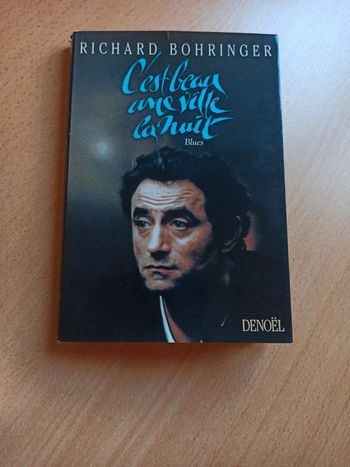 RICHARD BOHRINGER
C'est beau
une ville
la nuit
Blues
DENOËL